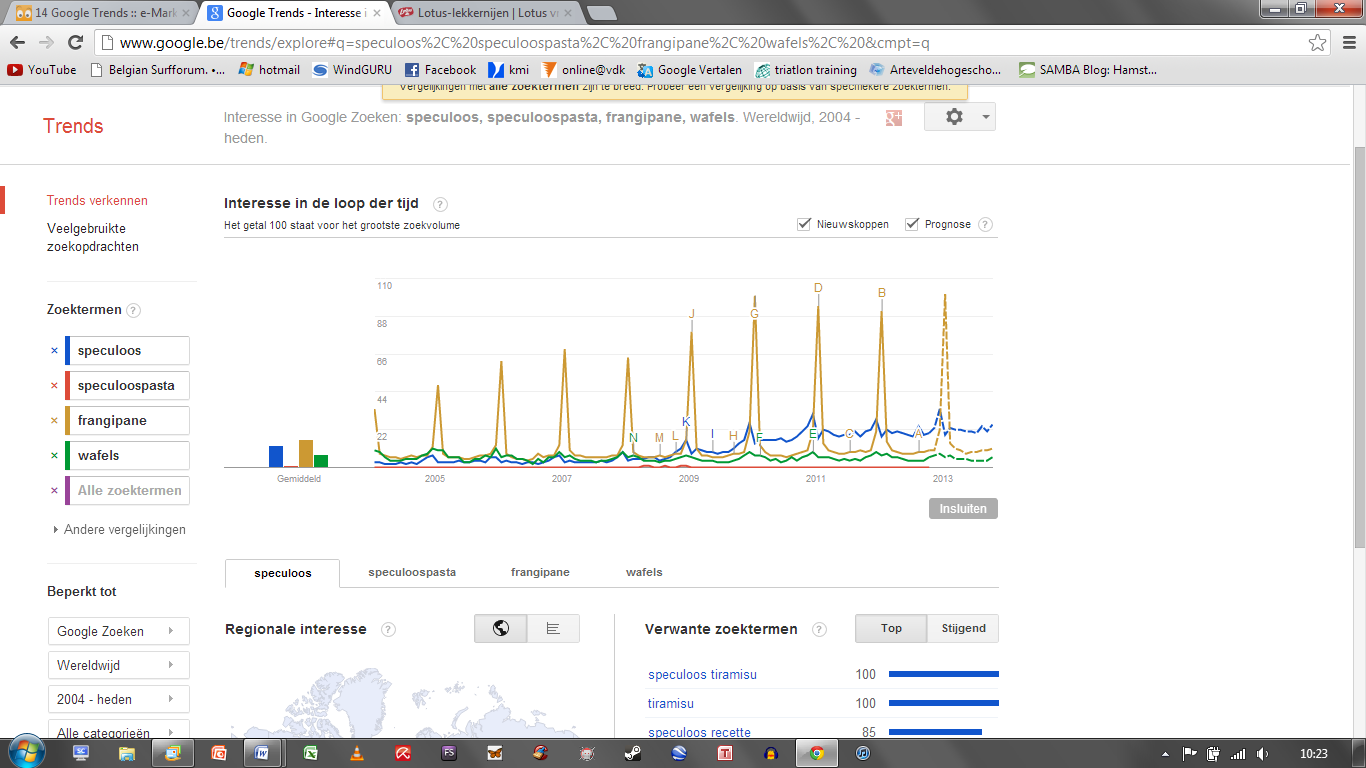 14 Google Trends :: e-Mark
Google Trends - Interesse i
Lotus-lekkernijen | Lotus v
www.google.be/trends/explore#q=speculoos%2C%20speculoospasta%2C%20frangipane%2C%20wafels%2C%20&cmpt=q
YouTube
Belgian Surfforum. •...
hotmail
WindGURU
Facebook
kmi
online@vdk
Google Vertalen
triatlon training
Arteveldehogescho...
SAMBA Blog: Hamst...
Vergelijkingen met alle zoektermen zijn te breed. Probeer een vergelijking op basis van specifiekere zoektermen.
Trends
Interesse in Google Zoeken: speculoos, speculoospasta, frangipane, wafels. Wereldwijd, 2004 -
heden.
g+
Trends verkennen
Veelgebruikte
zoekopdrachten
Interesse in de loop der tijd ?
Het getal 100 staat voor het grootste zoekvolume
Nieuwskoppen
Prognose ?
Zoektermen ?
× speculoos
× speculoospasta
× frangipane
× wafels
× Alle zoektermen
Andere vergelijkingen
110
88
66
44
22
D
B
J
G
K
N
M
L
I
H
F
E
C
A
Gemiddeld
2005
2007
2009
2011
2013
Insluiten
speculoos
speculoospasta
frangipane
wafels
Beperkt tot
Google Zoeken
Wereldwijd
2004 - heden
Alle categorieën
Regionale interesse ?
Verwante zoektermen ?
Top
Stijgend
speculoos tiramisu 100
tiramisu 100
speculoos recette 85
10:23